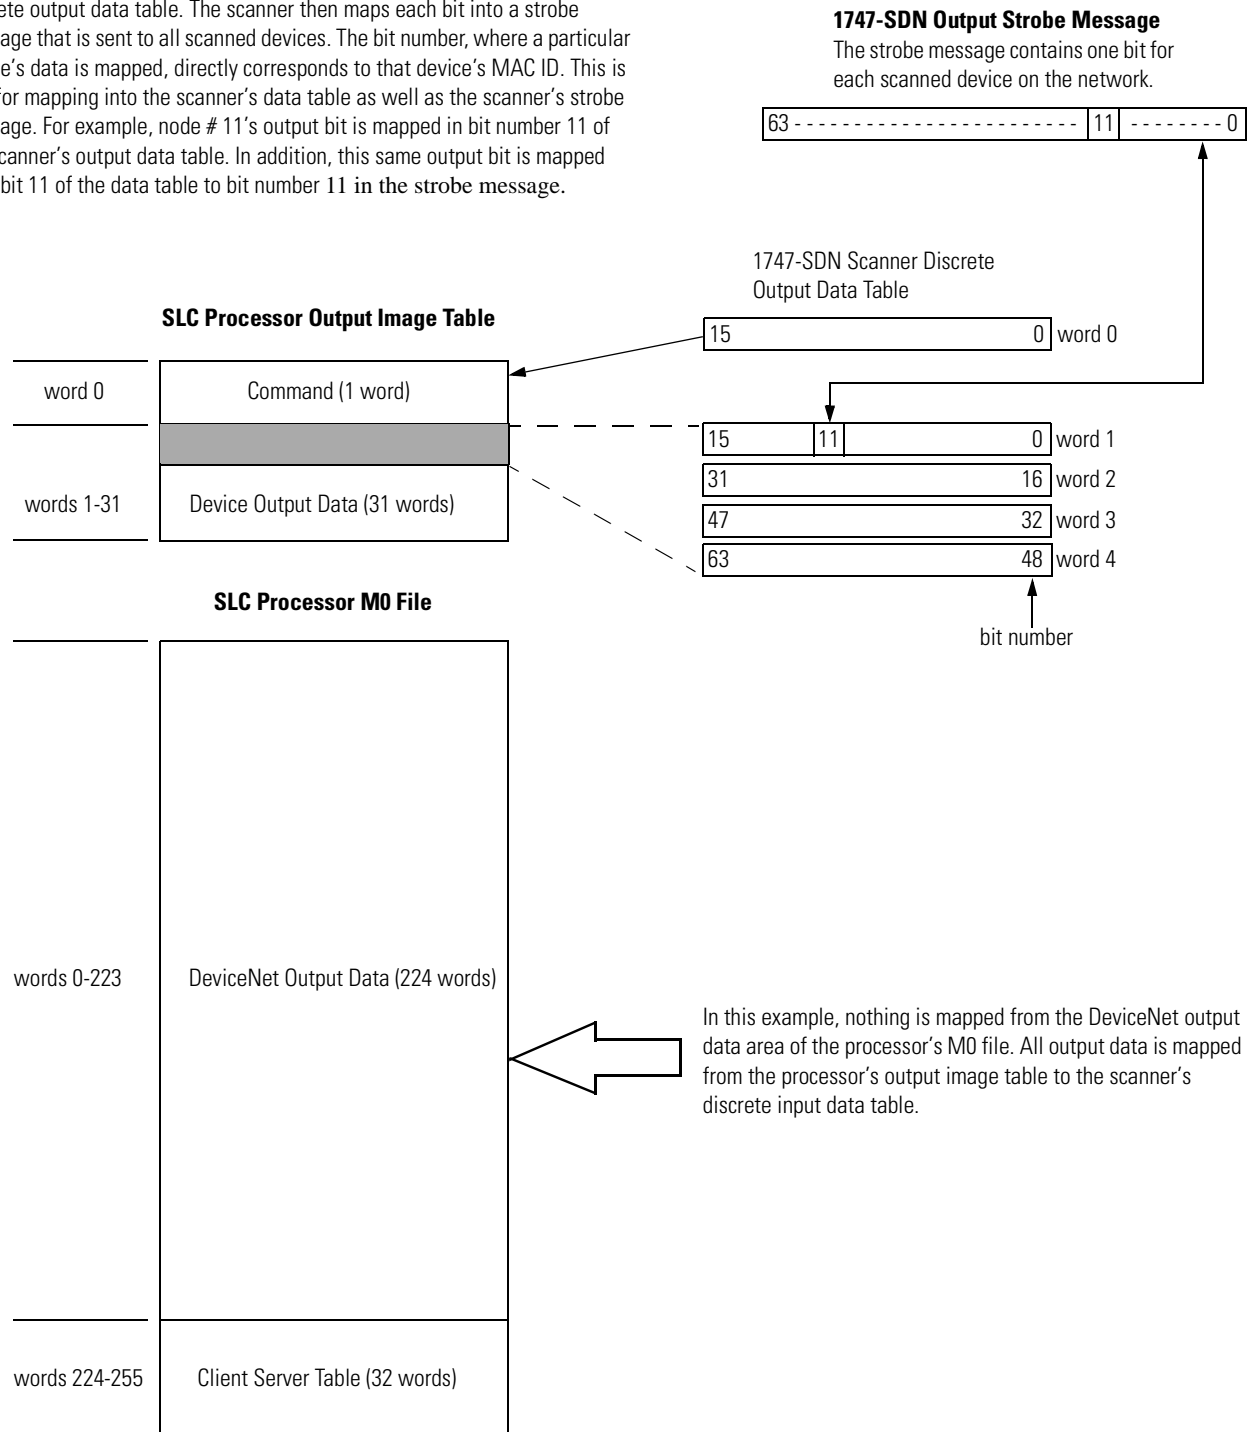 output data table. The scanner then maps each bit into a strobe
that is sent to all scanned devices. The bit number, where a particular
data is mapped, directly corresponds to that device's MAC ID. This is
for mapping into the scanner's data table as well as the scanner's strobe
For example, node # 11's output bit is mapped in bit number 11 of
output data table. In addition, this same output bit is mapped
bit 11 of the data table to bit number 11 in the strobe message.
1747-SDN Output Strobe Message
The strobe message contains one bit for
each scanned device on the network.
63 - - - - - - - - - - - - - - - - - - - - - - - - 11 - - - - - - - - 0
1747-SDN Scanner Discrete
Output Data Table
15 0 word 0
SLC Processor Output Image Table
word 0 Command (1 word)
15 11 0 word 1
31 16 word 2
words 1-31 Device Output Data (31 words)
47 32 word 3
63 48 word 4
bit number
SLC Processor M0 File
words 0-223 DeviceNet Output Data (224 words)
In this example, nothing is mapped from the DeviceNet output
data area of the processor's M0 file. All output data is mapped
from the processor's output image table to the scanner's
discrete input data table.
words 224-255 Client Server Table (32 words)